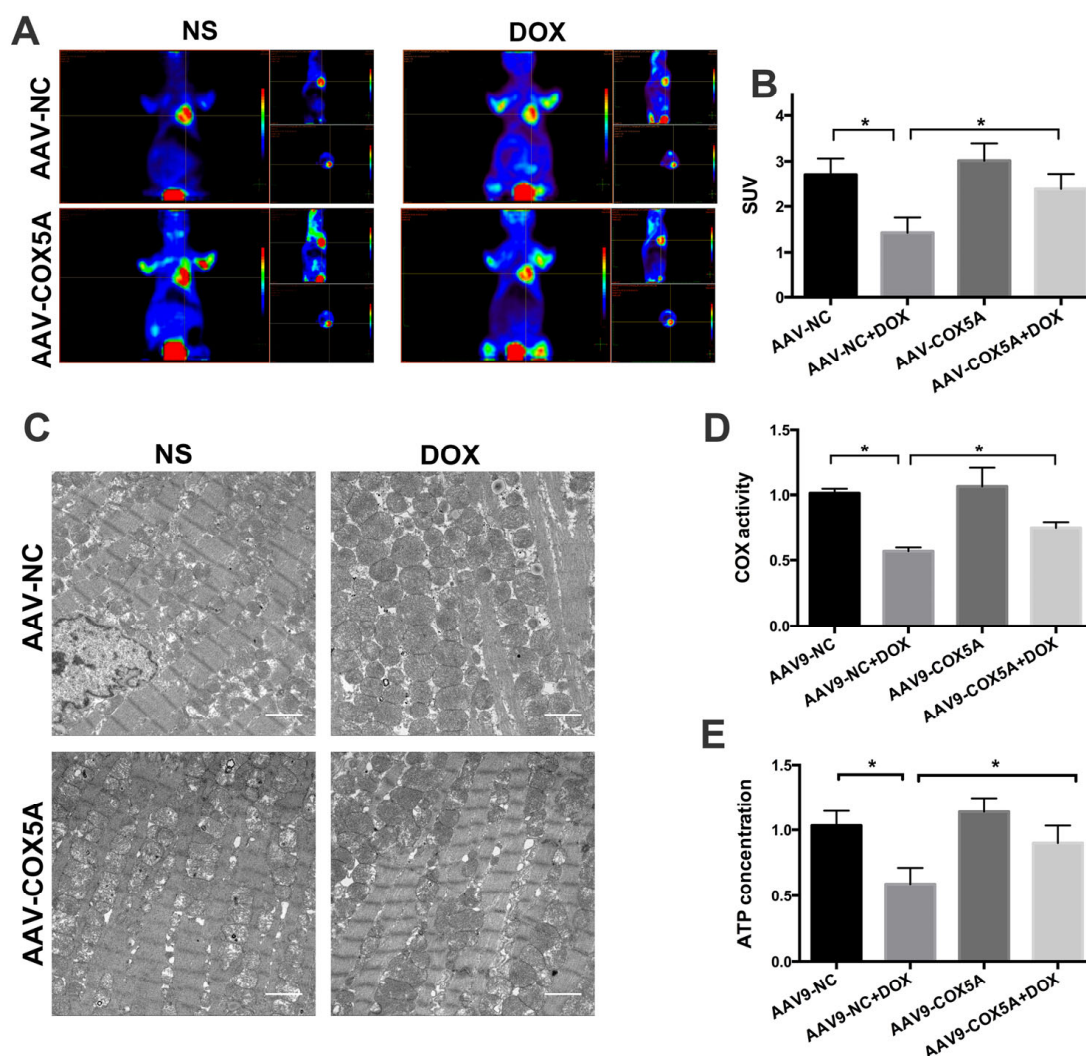 A
NS
DOX
AAV-NC
AAV-COX5A
B
SUV
4
3
2
1
0
*
*
AAV-NC
AAV-NC+DOX
AAV-COX5A
AAV-COX5A+DOX
C
NS
DOX
AAV-NC
AAV-COX5A
D
COX activity
1.5
1.0
0.5
0.0
*
*
AAV9-NC
AAV9-NC+DOX
AAV9-COX5A
AAV9-COX5A+DOX
E
ATP concentration
1.5
1.0
0.5
0.0
*
*
AAV9-NC
AAV9-NC+DOX
AAV9-COX5A
AAV9-COX5A+DOX